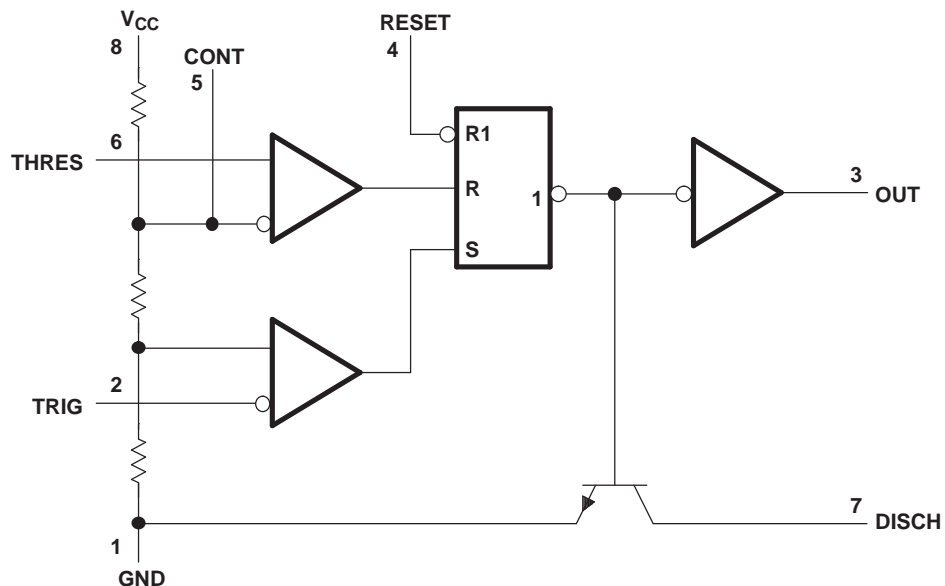 VCC
8
CONT
5
RESET
4
6
THRES
R1
R
1
S
3
OUT
2
TRIG
7
DISCH
1
GND